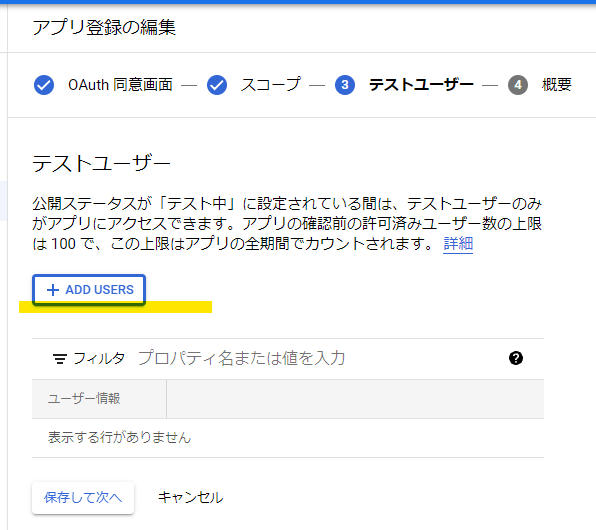 アプリ登録の編集
OAuth 同意画面 — スコープ — 3 テストユーザー — 4 概要
テストユーザー
公開ステータスが「テスト中」に設定されている間は、テストユーザーのみ
がアプリにアクセスできます。アプリの確認前の許可済みユーザー数の上限
は 100 で、この上限はアプリの全期間でカウントされます。 詳細
+ ADD USERS
フィルタ プロパティ名または値を入力 ?
ユーザー情報
表示する行がありません
保存して次へ キャンセル